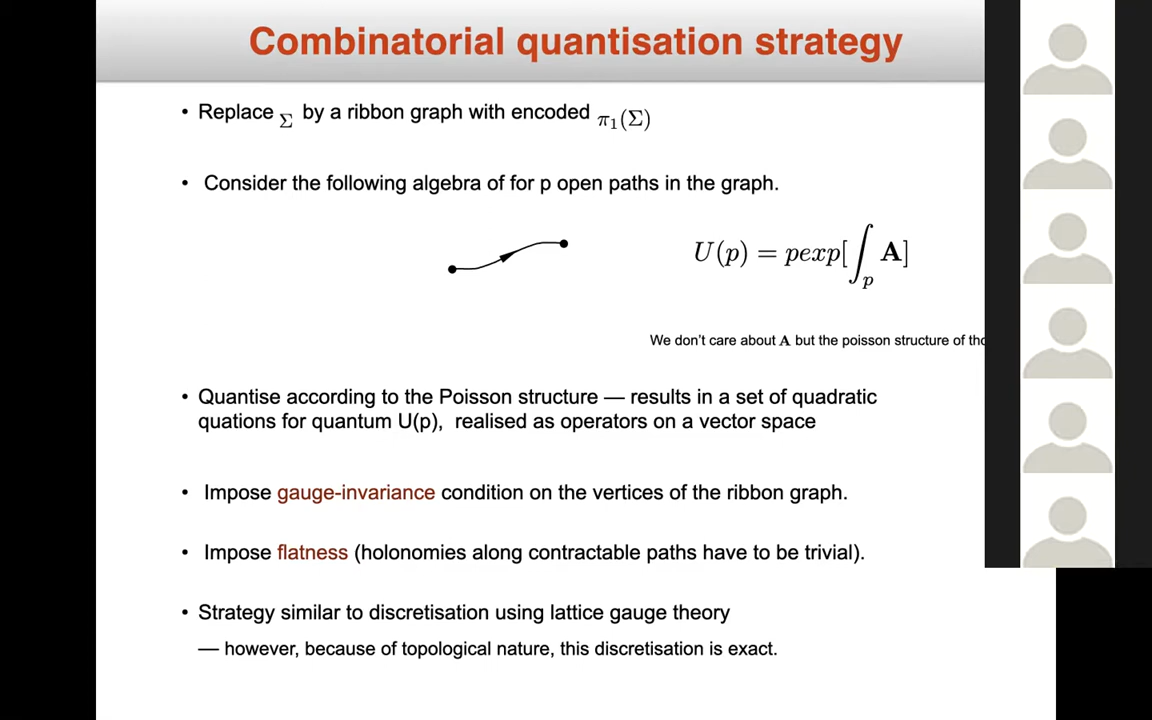 Combinatorial quantisation strategy
• Replace Σ by a ribbon graph with encoded π₁(Σ)
• Consider the following algebra of for p open paths in the graph.
U(p) = pexp[∫ₚ A]
We don't care about A but the poisson structure of
• Quantise according to the Poisson structure — results in a set of quadratic
quations for quantum U(p), realised as operators on a vector space
• Impose gauge-invariance condition on the vertices of the ribbon graph.
• Impose flatness (holonomies along contractable paths have to be trivial).
• Strategy similar to discretisation using lattice gauge theory
— however, because of topological nature, this discretisation is exact.